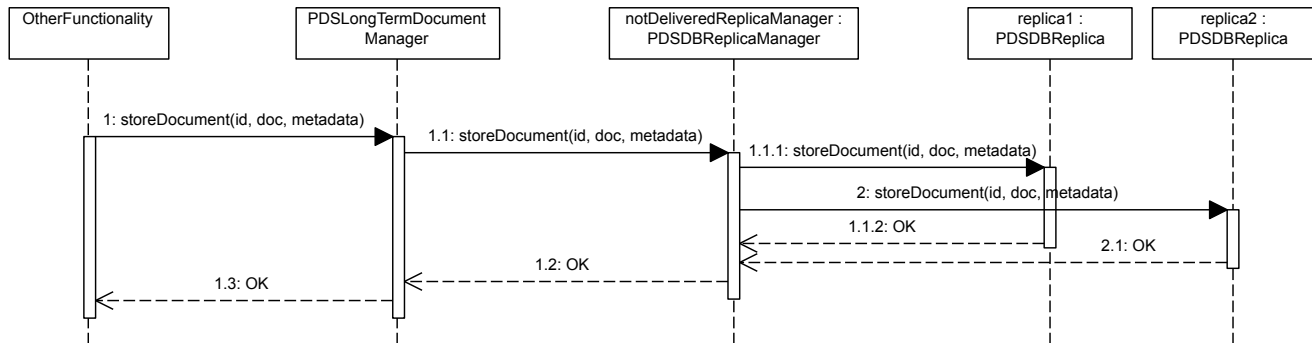 OtherFunctionality
PDSLongTermDocument
Manager
notDeliveredReplicaManager :
PDSDBReplicaManager
replica1 :
PDSDBReplica
replica2 :
PDSDBReplica
1: storeDocument(id, doc, metadata)
1.1: storeDocument(id, doc, metadata)
1.1.1: storeDocument(id, doc, metadata)
2: storeDocument(id, doc, metadata)
1.1.2: OK
2.1: OK
1.2: OK
1.3: OK